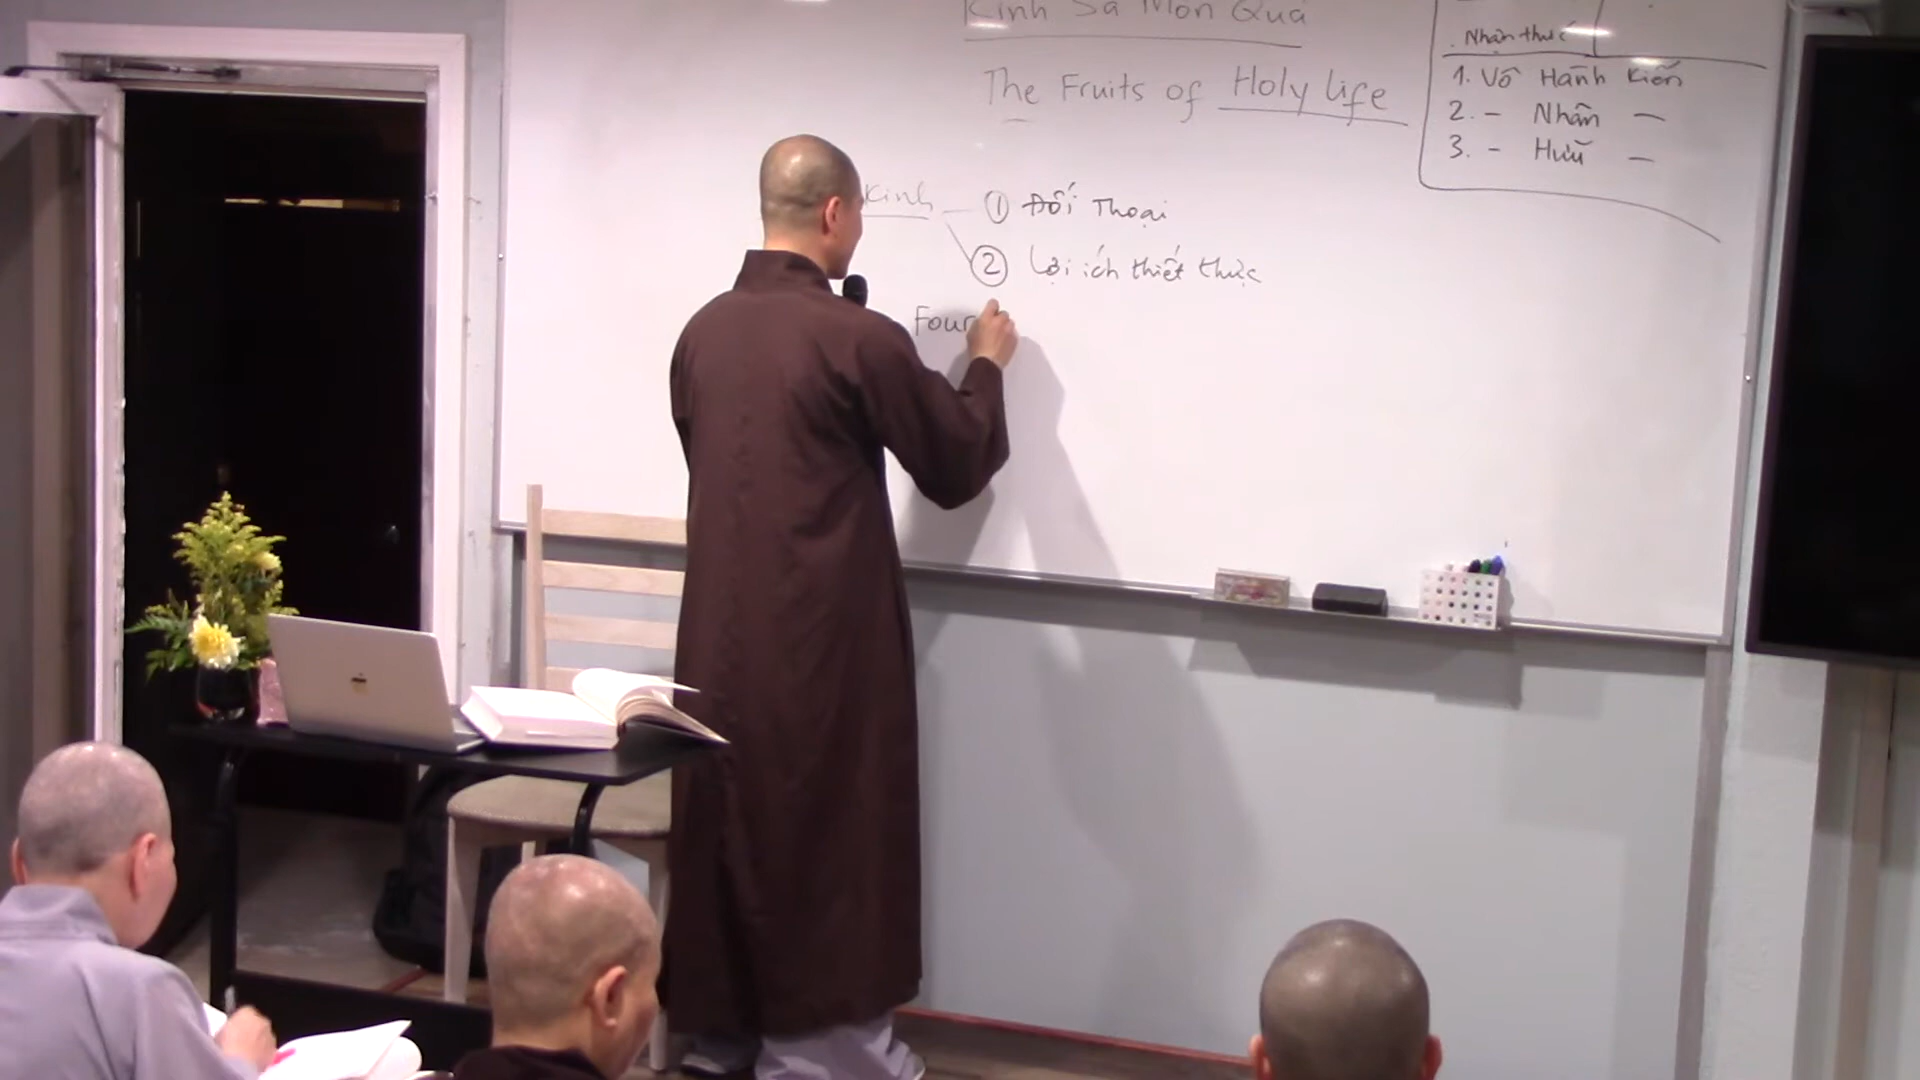 Kinh Sa Môn Quả
The Fruits of Holy life
Kinh
① Đối Thoại
② Lợi ích thiết thực
Four
. Nhận thức
1. Vô Hành Kiến
2. – Nhân –
3. – Hữu –